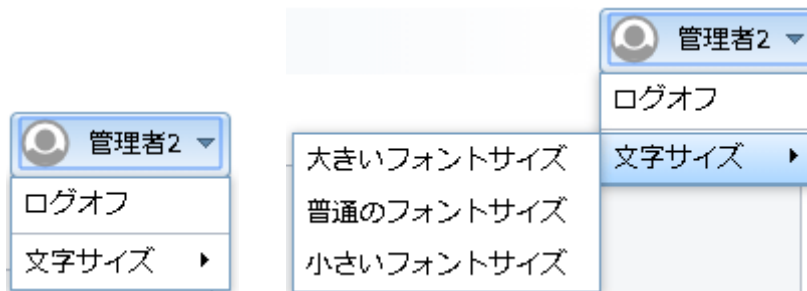 管理者2
ログオフ
文字サイズ
管理者2
ログオフ
文字サイズ
大きいフォントサイズ
普通のフォントサイズ
小さいフォントサイズ